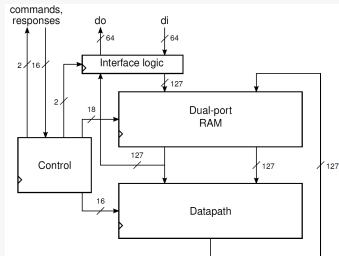 commands, do di
responses
64 64
2 16 Interface logic
127
2 18 Dual-port
RAM
Control 127 127 127
16 Datapath